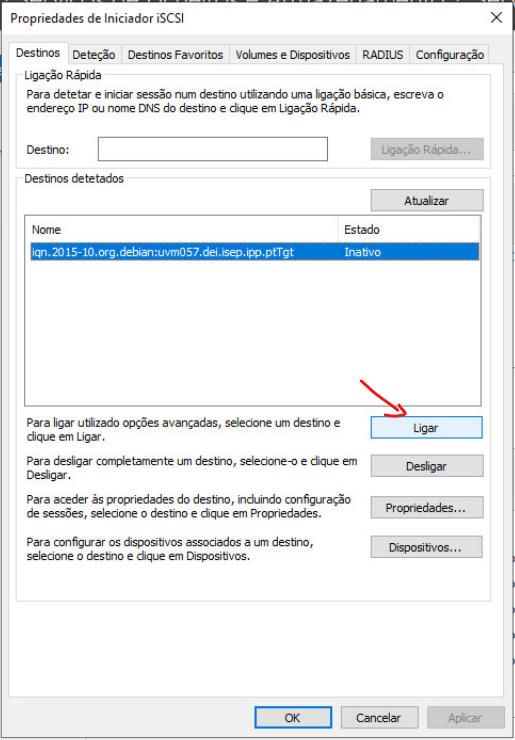 Propriedades de Iniciador iSCSI
Destinos
Deteção
Destinos Favoritos
Volumes e Dispositivos
RADIUS
Configuração
Ligação Rápida
Para detetar e iniciar sessão num destino utilizando uma ligação básica, escreva o
endereço IP ou nome DNS do destino e clique em Ligação Rápida.
Destino:
Ligação Rápida...
Destinos detetados
Atualizar
Nome
Estado
iqn.2015-10.org.debian:uvm057.dei.isep.ipp.ptTgt
Inativo
Para ligar utilizado opções avançadas, selecione um destino e
clique em Ligar.
Ligar
Para desligar completamente um destino, selecione-o e clique em
Desligar.
Desligar
Para aceder às propriedades do destino, incluindo configuração
de sessões, selecione o destino e clique em Propriedades.
Propriedades...
Para configurar os dispositivos associados a um destino,
selecione o destino e clique em Dispositivos.
Dispositivos...
OK
Cancelar
Aplicar